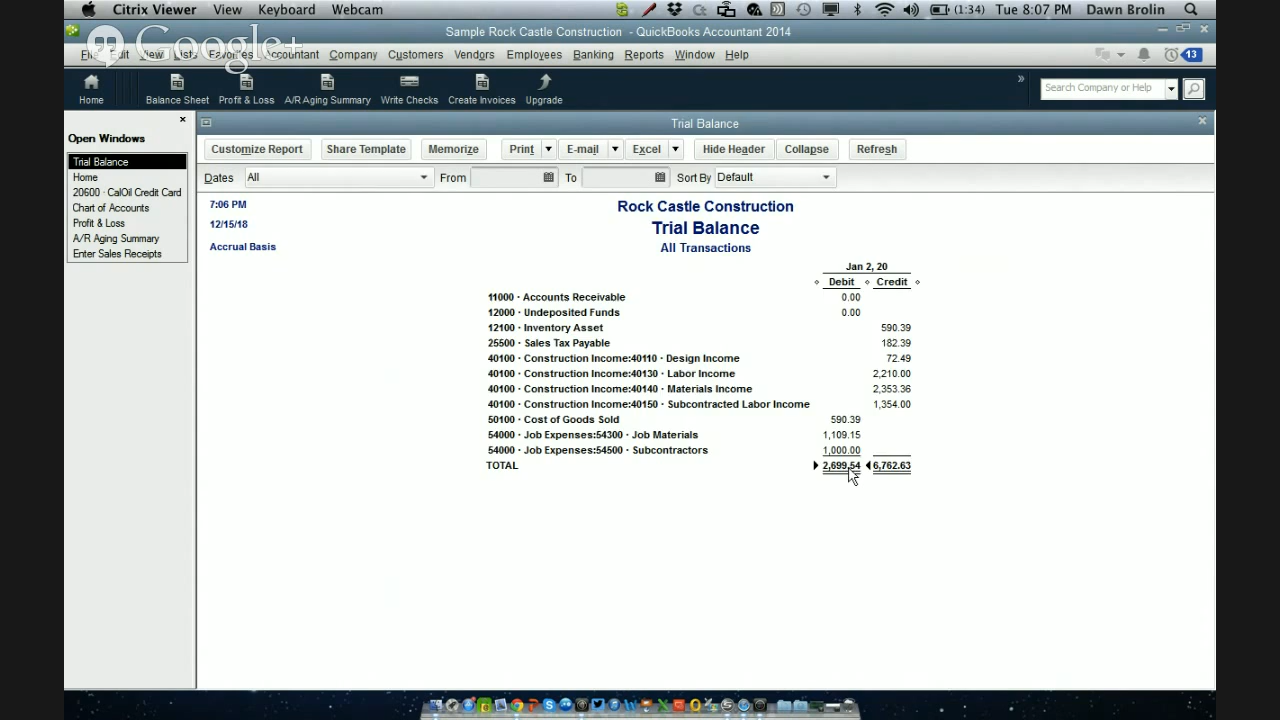 Citrix Viewer View Keyboard Webcam (1:34) Tue 8:07 PM Dawn Brolin
Sample Rock Castle Construction - QuickBooks Accountant 2014
Google+
File Edit View Lists Favorites Accountant Company Customers Vendors Employees Banking Reports Window Help 13
Home Balance Sheet Profit & Loss A/R Aging Summary Write Checks Create Invoices Upgrade » Search Company or Help
Open Windows
Trial Balance
Home
20600 · CalOil Credit Card
Chart of Accounts
Profit & Loss
A/R Aging Summary
Enter Sales Receipts
Trial Balance
Customize Report Share Template Memorize Print E-mail Excel Hide Header Collapse Refresh
Dates All From To Sort By Default
7:06 PM
12/15/18
Accrual Basis
Rock Castle Construction
Trial Balance
All Transactions
Jan 2, 20
Debit Credit
11000 · Accounts Receivable 0.00
12000 · Undeposited Funds 0.00
12100 · Inventory Asset 590.39
25500 · Sales Tax Payable 182.39
40100 · Construction Income:40110 · Design Income 72.49
40100 · Construction Income:40130 · Labor Income 2,210.00
40100 · Construction Income:40140 · Materials Income 2,353.36
40100 · Construction Income:40150 · Subcontracted Labor Income 1,354.00
50100 · Cost of Goods Sold 590.39
54000 · Job Expenses:54300 · Job Materials 1,109.15
54000 · Job Expenses:54500 · Subcontractors 1,000.00
TOTAL 2,699.54 6,762.63